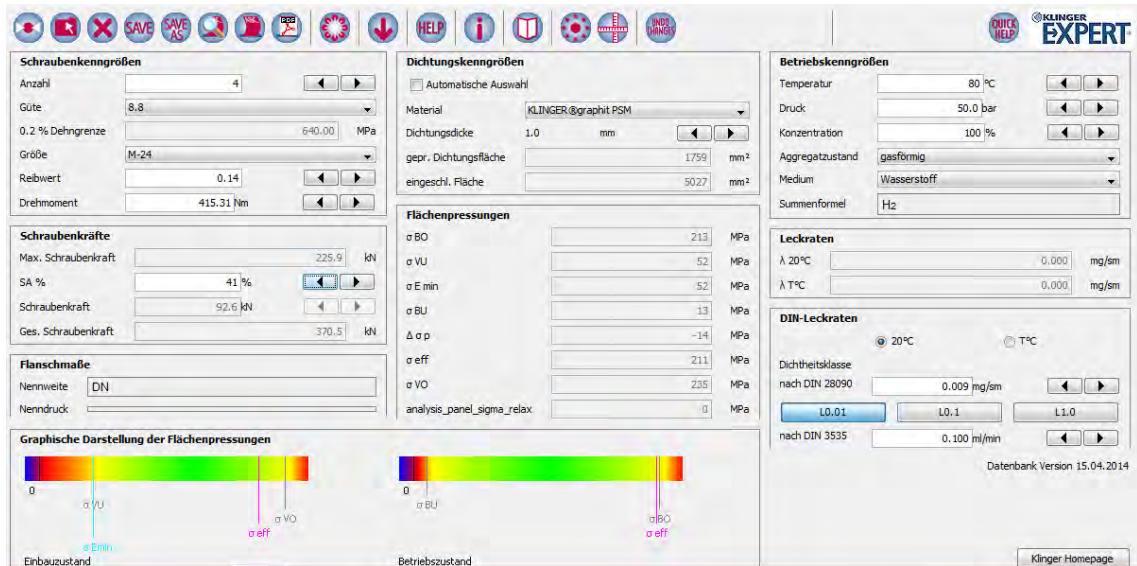 SAVE
SAVE AS
PDF
HELP
UNDO CHANGES
QUICK HELP
KLINGER
EXPERT
Schraubenkenngrößen
Anzahl 4
Güte 8.8
0.2 % Dehngrenze 640.00 MPa
Größe M-24
Reibwert 0.14
Drehmoment 415.31 Nm
Schraubenkräfte
Max. Schraubenkraft 225.9 kN
SA % 41 %
Schraubenkraft 92.6 kN
Ges. Schraubenkraft 370.5 kN
Flanschmaße
Nennweite DN
Nenndruck
Dichtungskenngrößen
Automatische Auswahl
Material KLINGER®graphit PSM
Dichtungsdicke 1.0 mm
gepr. Dichtungsfläche 1759 mm²
eingeschl. Fläche 5027 mm²
Flächenpressungen
σ BO 213 MPa
σ VU 52 MPa
σ E min 52 MPa
σ BU 13 MPa
Δ σ p -14 MPa
σ eff 211 MPa
σ VO 235 MPa
analysis_panel_sigma_relax 0 MPa
Betriebskenngrößen
Temperatur 80 °C
Druck 50.0 bar
Konzentration 100 %
Aggregatzustand gasförmig
Medium Wasserstoff
Summenformel H2
Leckraten
λ 20°C 0.000 mg/sm
λ T°C 0.000 mg/sm
DIN-Leckraten
20°C T°C
Dichtheitsklasse
nach DIN 28090 0.009 mg/sm
L0.01 L0.1 L1.0
nach DIN 3535 0.100 ml/min
Datenbank Version 15.04.2014
Graphische Darstellung der Flächenpressungen
0
σ VU
σ VO
σ eff
σ Emin
Einbauzustand
0
σ BU
σ BO
σ eff
Betriebszustand
Klinger Homepage